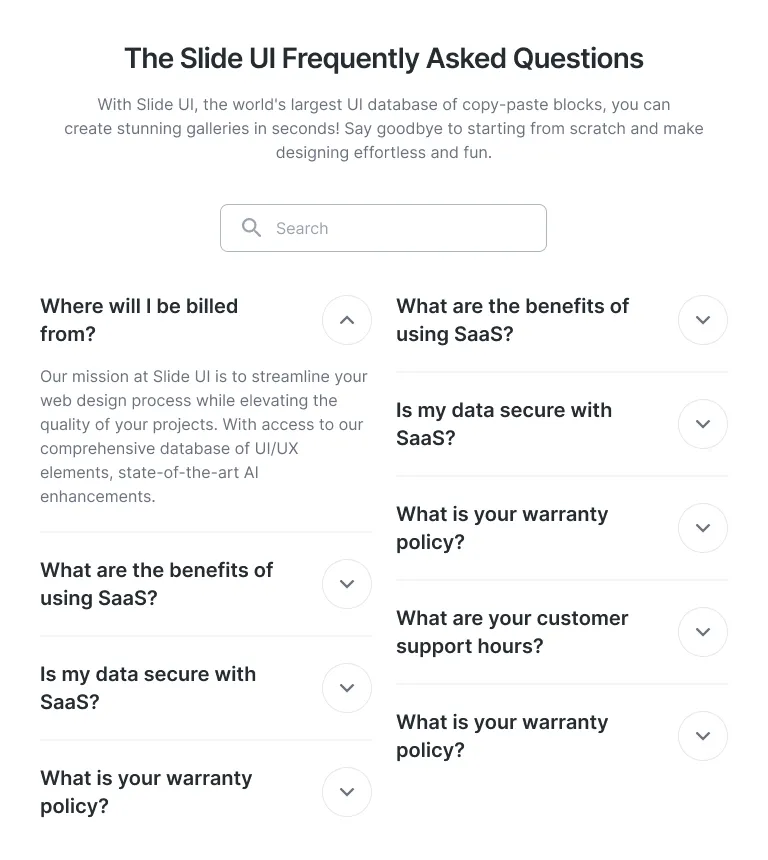 The Slide UI Frequently Asked Questions
With Slide UI, the world's largest UI database of copy-paste blocks, you can
create stunning galleries in seconds! Say goodbye to starting from scratch and make
designing effortless and fun.
Search
Where will I be billed
from?
Our mission at Slide UI is to streamline your
web design process while elevating the
quality of your projects. With access to our
comprehensive database of UI/UX
elements, state-of-the-art AI
enhancements.
What are the benefits of
using SaaS?
Is my data secure with
SaaS?
What is your warranty
policy?
What are the benefits of
using SaaS?
Is my data secure with
SaaS?
What is your warranty
policy?
What are your customer
support hours?
What is your warranty
policy?